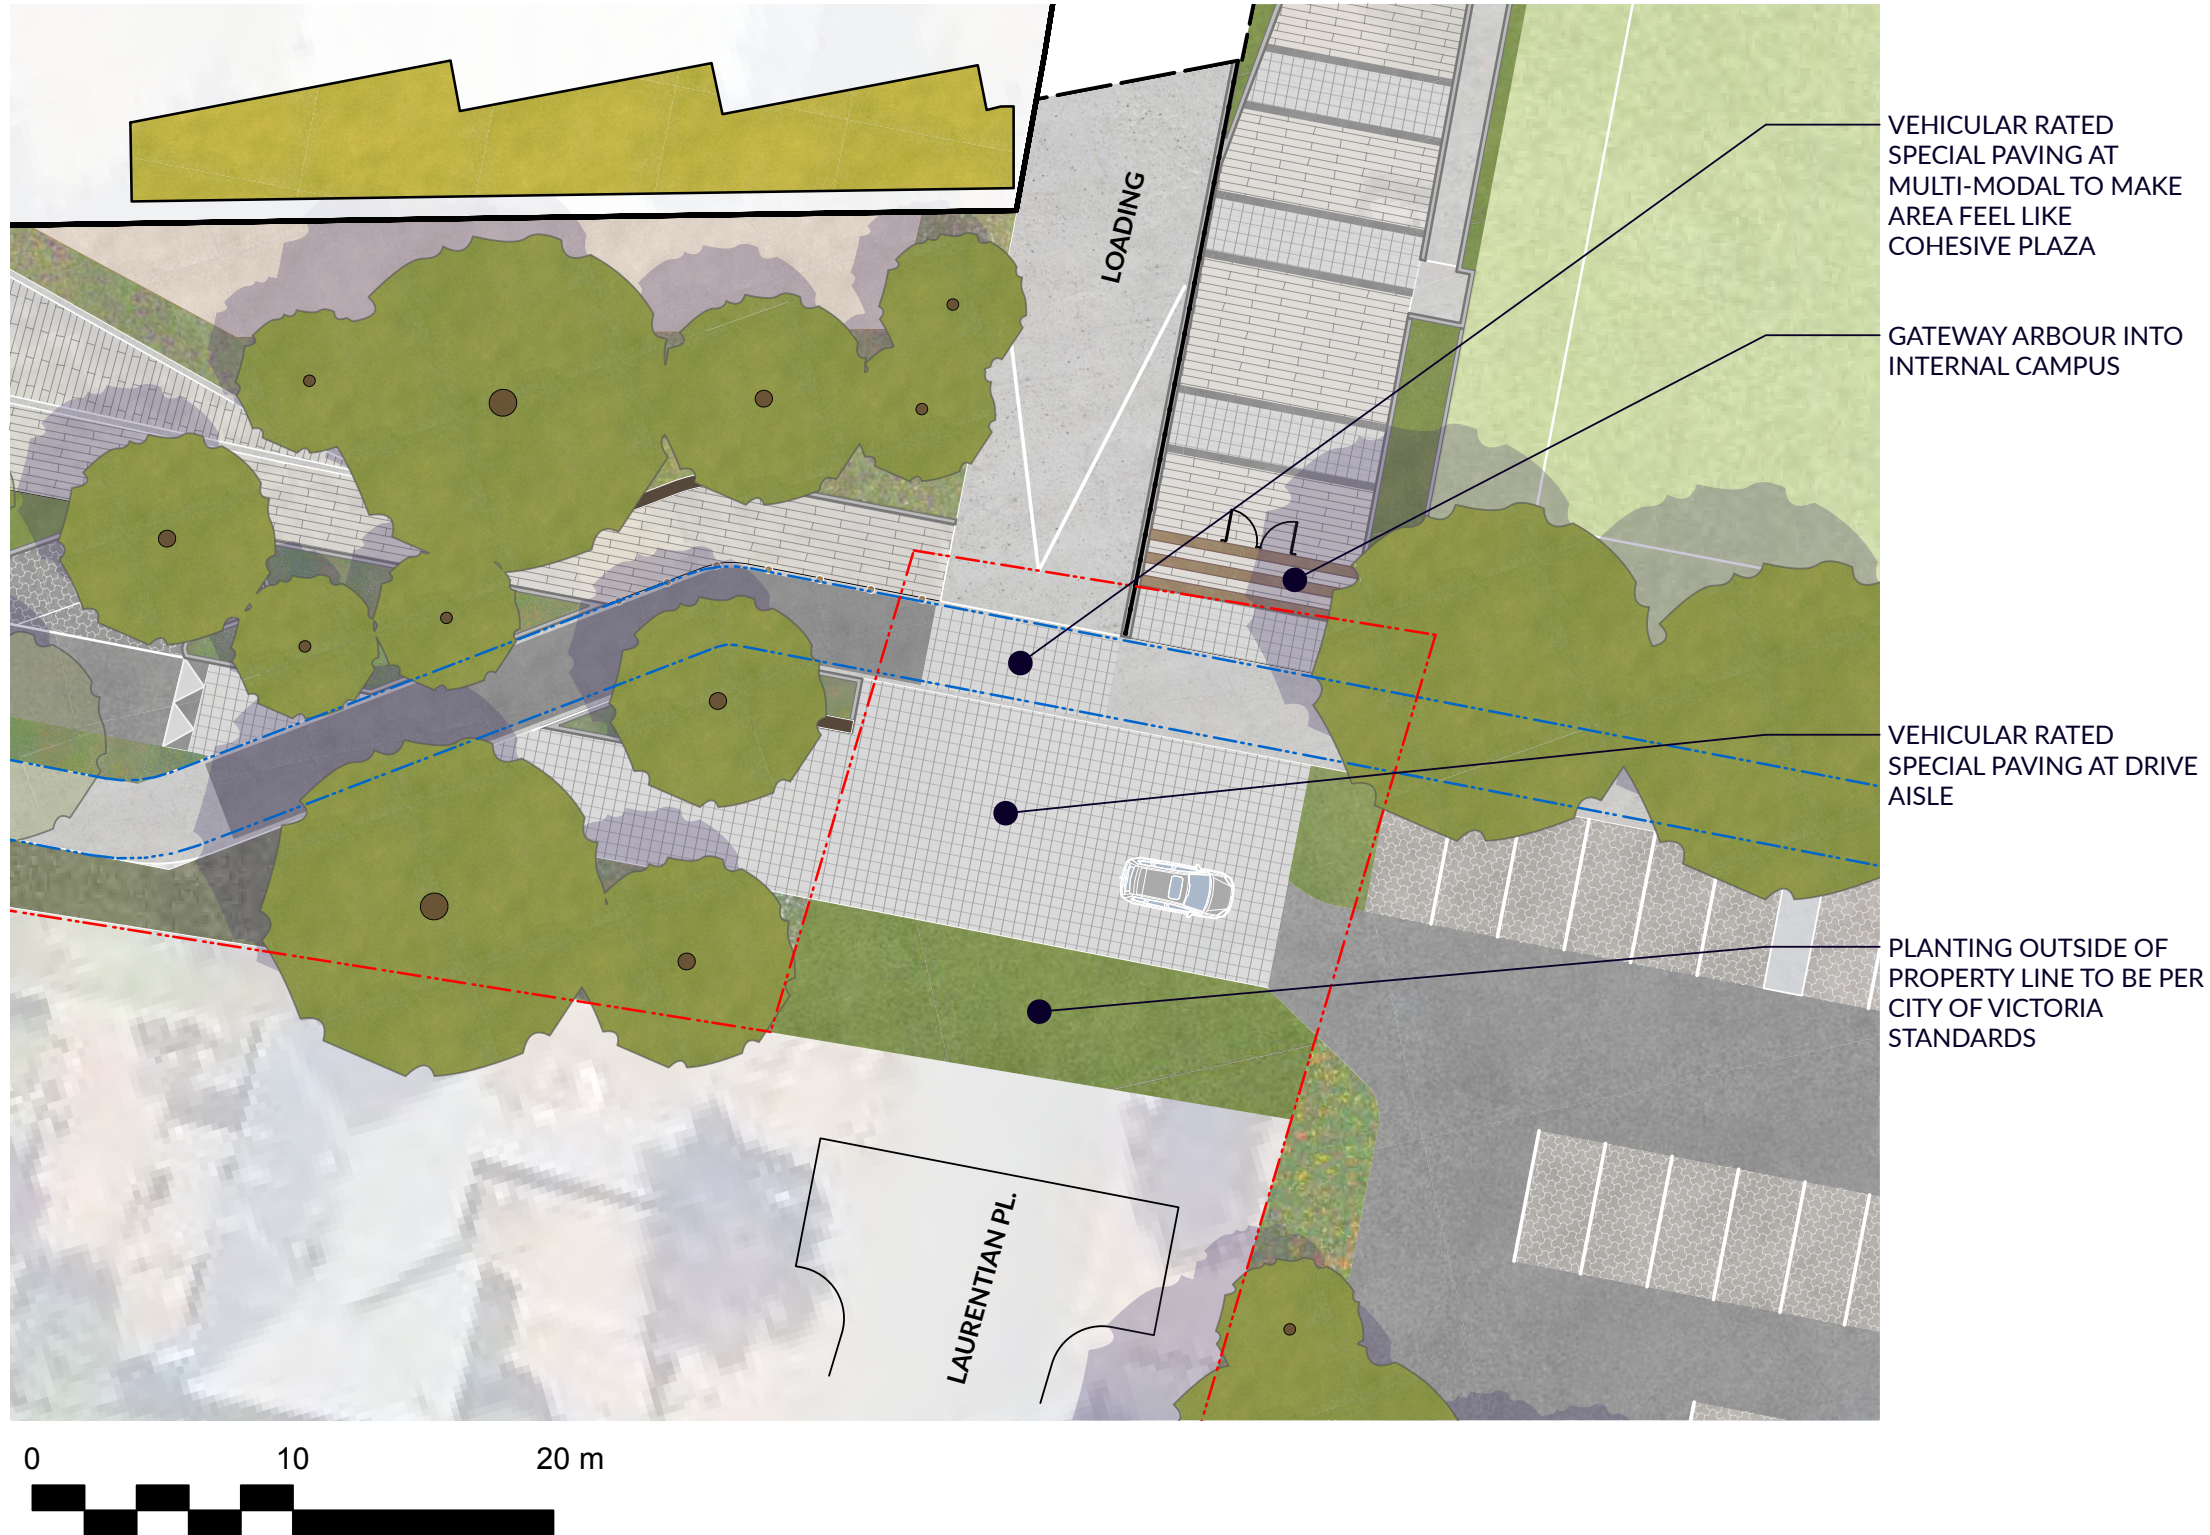 VEHICULAR RATED
SPECIAL PAVING AT
MULTI-MODAL TO MAKE
AREA FEEL LIKE
COHESIVE PLAZA
LOADING
GATEWAY ARBOUR INTO
INTERNAL CAMPUS
VEHICULAR RATED
SPECIAL PAVING AT DRIVE
AISLE
PLANTING OUTSIDE OF
PROPERTY LINE TO BE PER
CITY OF VICTORIA
STANDARDS
LAURENTIAN PL.
0 10 20 m